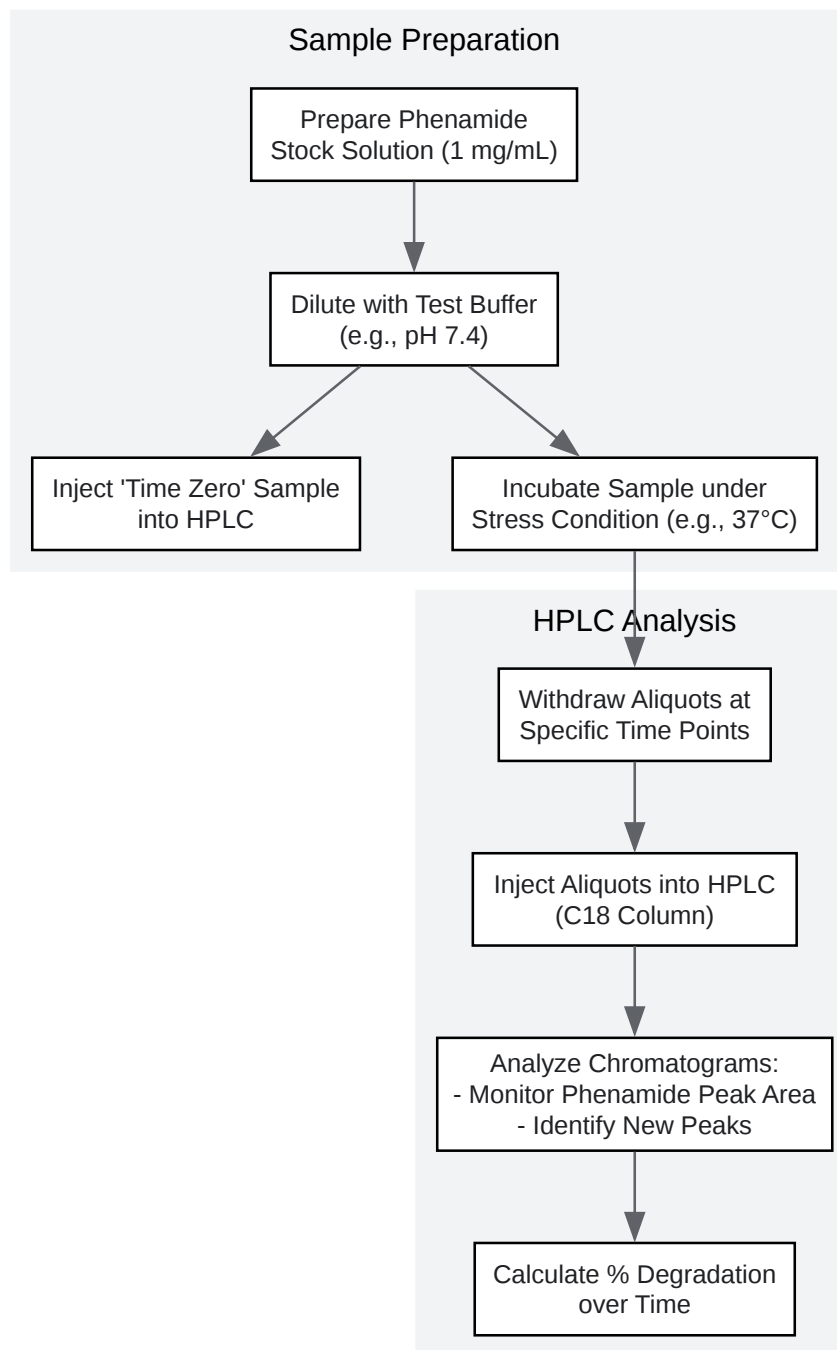 Sample Preparation
Prepare Phenamide
Stock Solution (1 mg/mL)
Dilute with Test Buffer
(e.g., pH 7.4)
Inject 'Time Zero' Sample
into HPLC
Incubate Sample under
Stress Condition (e.g., 37°C)
HPLC Analysis
Withdraw Aliquots at
Specific Time Points
Inject Aliquots into HPLC
(C18 Column)
Analyze Chromatograms:
- Monitor Phenamide Peak Area
- Identify New Peaks
Calculate % Degradation
over Time